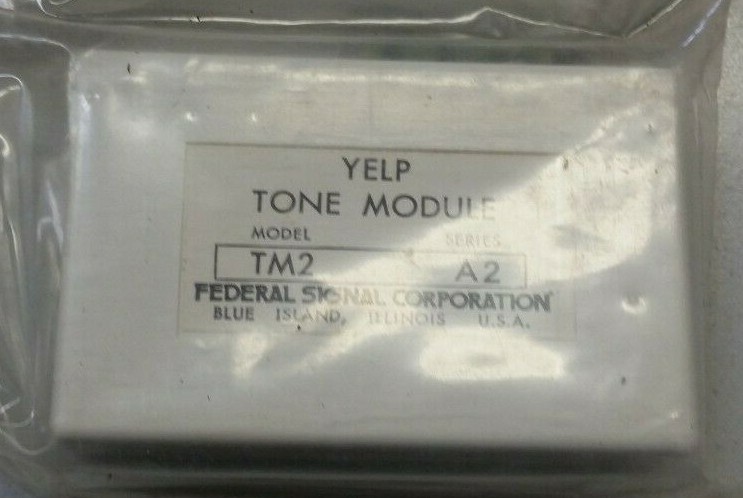 YELP
TONE MODULE
MODEL SERIES
TM2 A2
FEDERAL SIGNAL CORPORATION
BLUE ISLAND, ILLINOIS U.S.A.